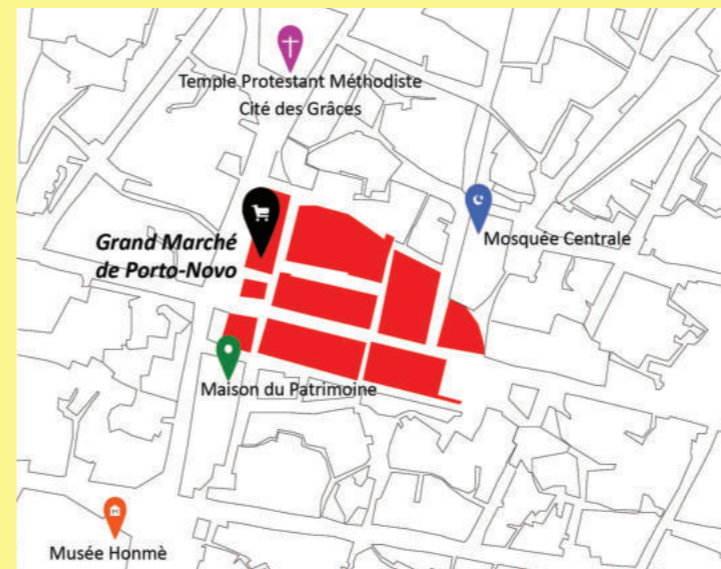 Temple Protestant Méthodiste
Cité des Grâces
Grand Marché
de Porto-Novo
Mosquée Centrale
Maison du Patrimoine
Musée Honmè